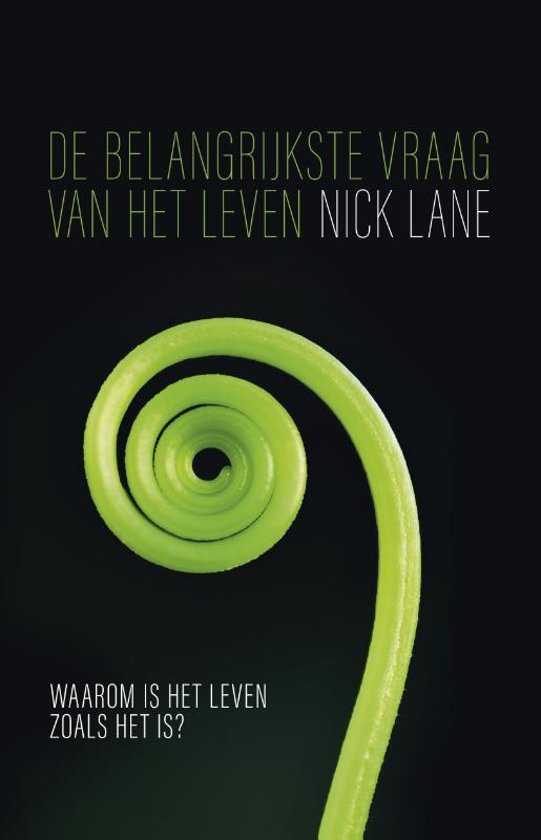 DE BELANGRIJKSTE VRAAG
VAN HET LEVEN NICK LANE
WAAROM IS HET LEVEN
ZOALS HET IS?